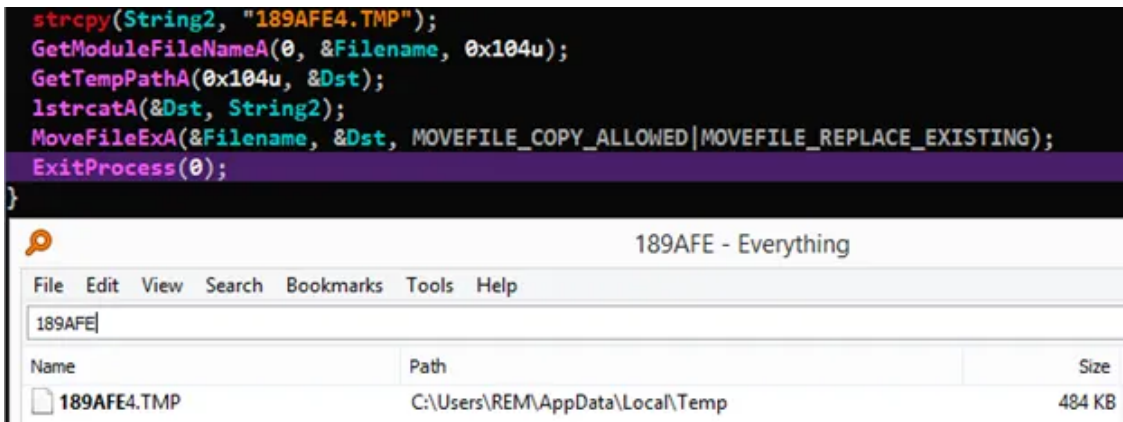 strcpy(String2, "189AFE4.TMP");
GetModuleFileNameA(0, &Filename, 0x104u);
GetTempPathA(0x104u, &Dst);
lstrcatA(&Dst, String2);
MoveFileExA(&Filename, &Dst, MOVEFILE_COPY_ALLOWED|MOVEFILE_REPLACE_EXISTING);
ExitProcess(0);
}
189AFE - Everything
File Edit View Search Bookmarks Tools Help
189AFE
Name Path Size
189AFE4.TMP C:\Users\REM\AppData\Local\Temp 484 KB